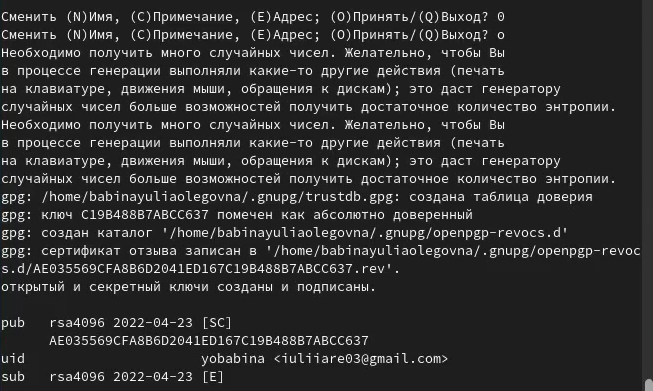 Сменить (N)Имя, (C)Примечание, (E)Адрес; (O)Принять/(Q)Выход? 0
Сменить (N)Имя, (C)Примечание, (E)Адрес; (O)Принять/(Q)Выход? o
Необходимо получить много случайных чисел. Желательно, чтобы Вы
в процессе генерации выполняли какие-то другие действия (печать
на клавиатуре, движения мыши, обращения к дискам); это даст генератору
случайных чисел больше возможностей получить достаточное количество энтропии.
Необходимо получить много случайных чисел. Желательно, чтобы Вы
в процессе генерации выполняли какие-то другие действия (печать
на клавиатуре, движения мыши, обращения к дискам); это даст генератору
случайных чисел больше возможностей получить достаточное количество энтропии.
gpg: /home/babinayuliaolegovna/.gnupg/trustdb.gpg: создана таблица доверия
gpg: ключ C19B488B7ABCC637 помечен как абсолютно доверенный
gpg: создан каталог '/home/babinayuliaolegovna/.gnupg/openpgp-revocs.d'
gpg: сертификат отзыва записан в '/home/babinayuliaolegovna/.gnupg/openpgp-revoc
s.d/AE035569CFA8B6D2041ED167C19B488B7ABCC637.rev'.
открытый и секретный ключи созданы и подписаны.
pub   rsa4096 2022-04-23 [SC]
      AE035569CFA8B6D2041ED167C19B488B7ABCC637
uid                      yobabina <iuliiare03@gmail.com>
sub   rsa4096 2022-04-23 [E]